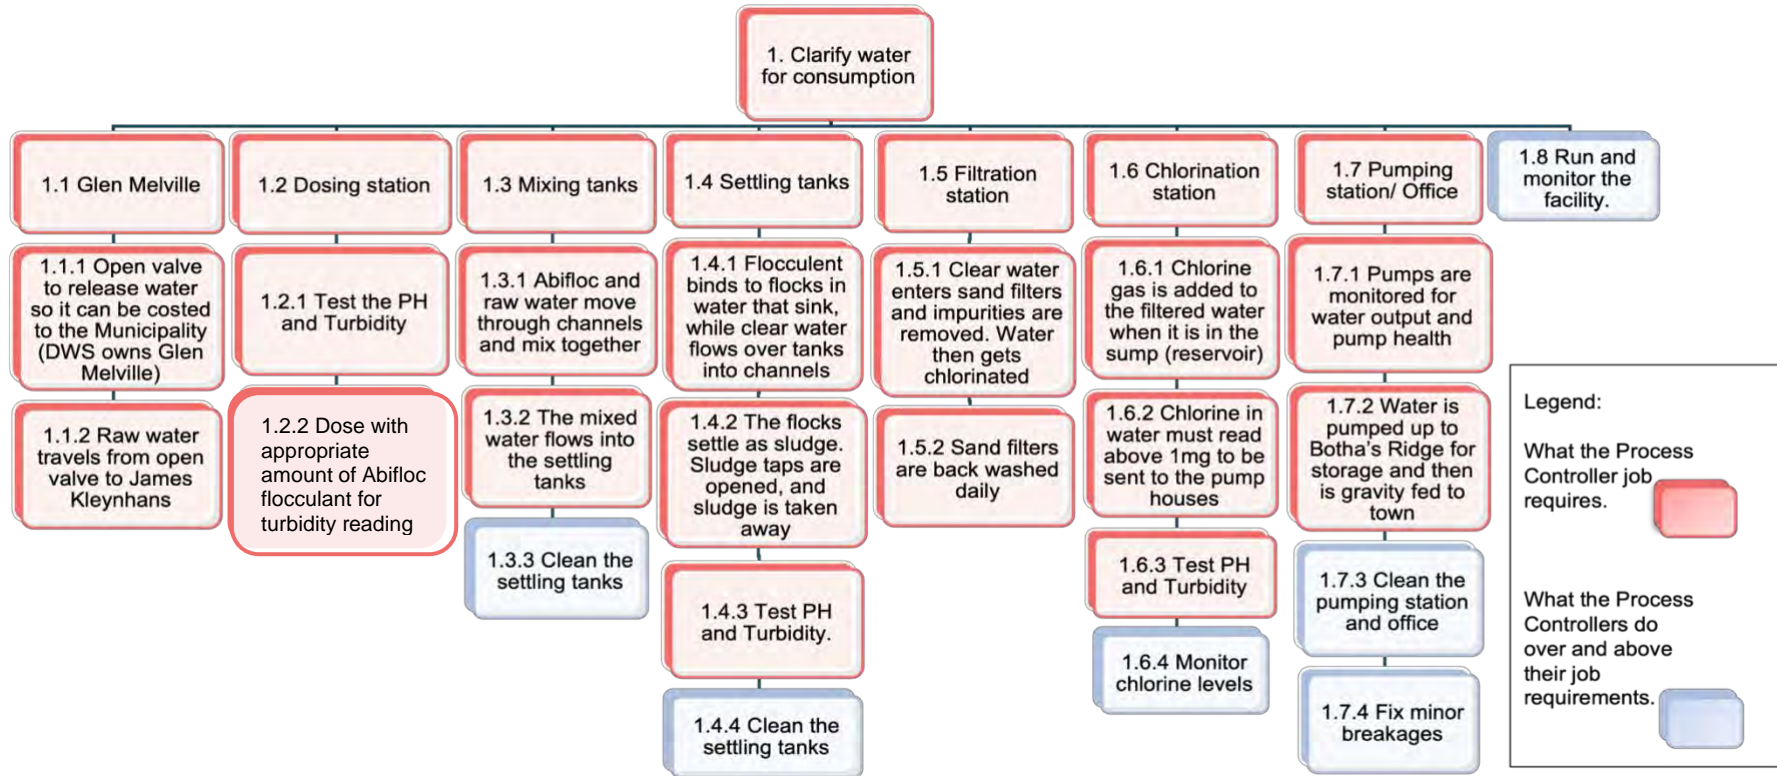 1. Clarify water
for consumption
1.1 Glen Melville
1.2 Dosing station
1.3 Mixing tanks
1.4 Settling tanks
1.5 Filtration
station
1.6 Chlorination
station
1.7 Pumping
station/ Office
1.8 Run and
monitor the
facility.
1.1.1 Open valve
to release water
so it can be costed
to the Municipality
(DWS owns Glen
Melville)
1.1.2 Raw water
travels from open
valve to James
Kleynhans
1.2.1 Test the PH
and Turbidity
1.2.2 Dose with
appropriate
amount of Abifloc
flocculant for
turbidity reading
1.3.1 Abifloc and
raw water move
through channels
and mix together
1.3.2 The mixed
water flows into
the settling
tanks
1.3.3 Clean the
settling tanks
1.4.1 Flocculent
binds to flocks in
water that sink,
while clear water
flows over tanks
into channels
1.4.2 The flocks
settle as sludge.
Sludge taps are
opened, and
sludge is taken
away
1.4.3 Test PH
and Turbidity.
1.4.4 Clean the
settling tanks
1.5.1 Clear water
enters sand filters
and impurities are
removed. Water
then gets
chlorinated
1.5.2 Sand filters
are back washed
daily
1.6.1 Chlorine
gas is added to
the filtered water
when it is in the
sump (reservoir)
1.6.2 Chlorine in
water must read
above 1mg to be
sent to the pump
houses
1.6.3 Test PH
and Turbidity
1.6.4 Monitor
chlorine levels
1.7.1 Pumps are
monitored for
water output and
pump health
1.7.2 Water is
pumped up to
Botha's Ridge for
storage and then
is gravity fed to
town
1.7.3 Clean the
pumping station
and office
1.7.4 Fix minor
breakages
Legend:
What the Process
Controller job
requires.
What the Process
Controllers do
over and above
their job
requirements.